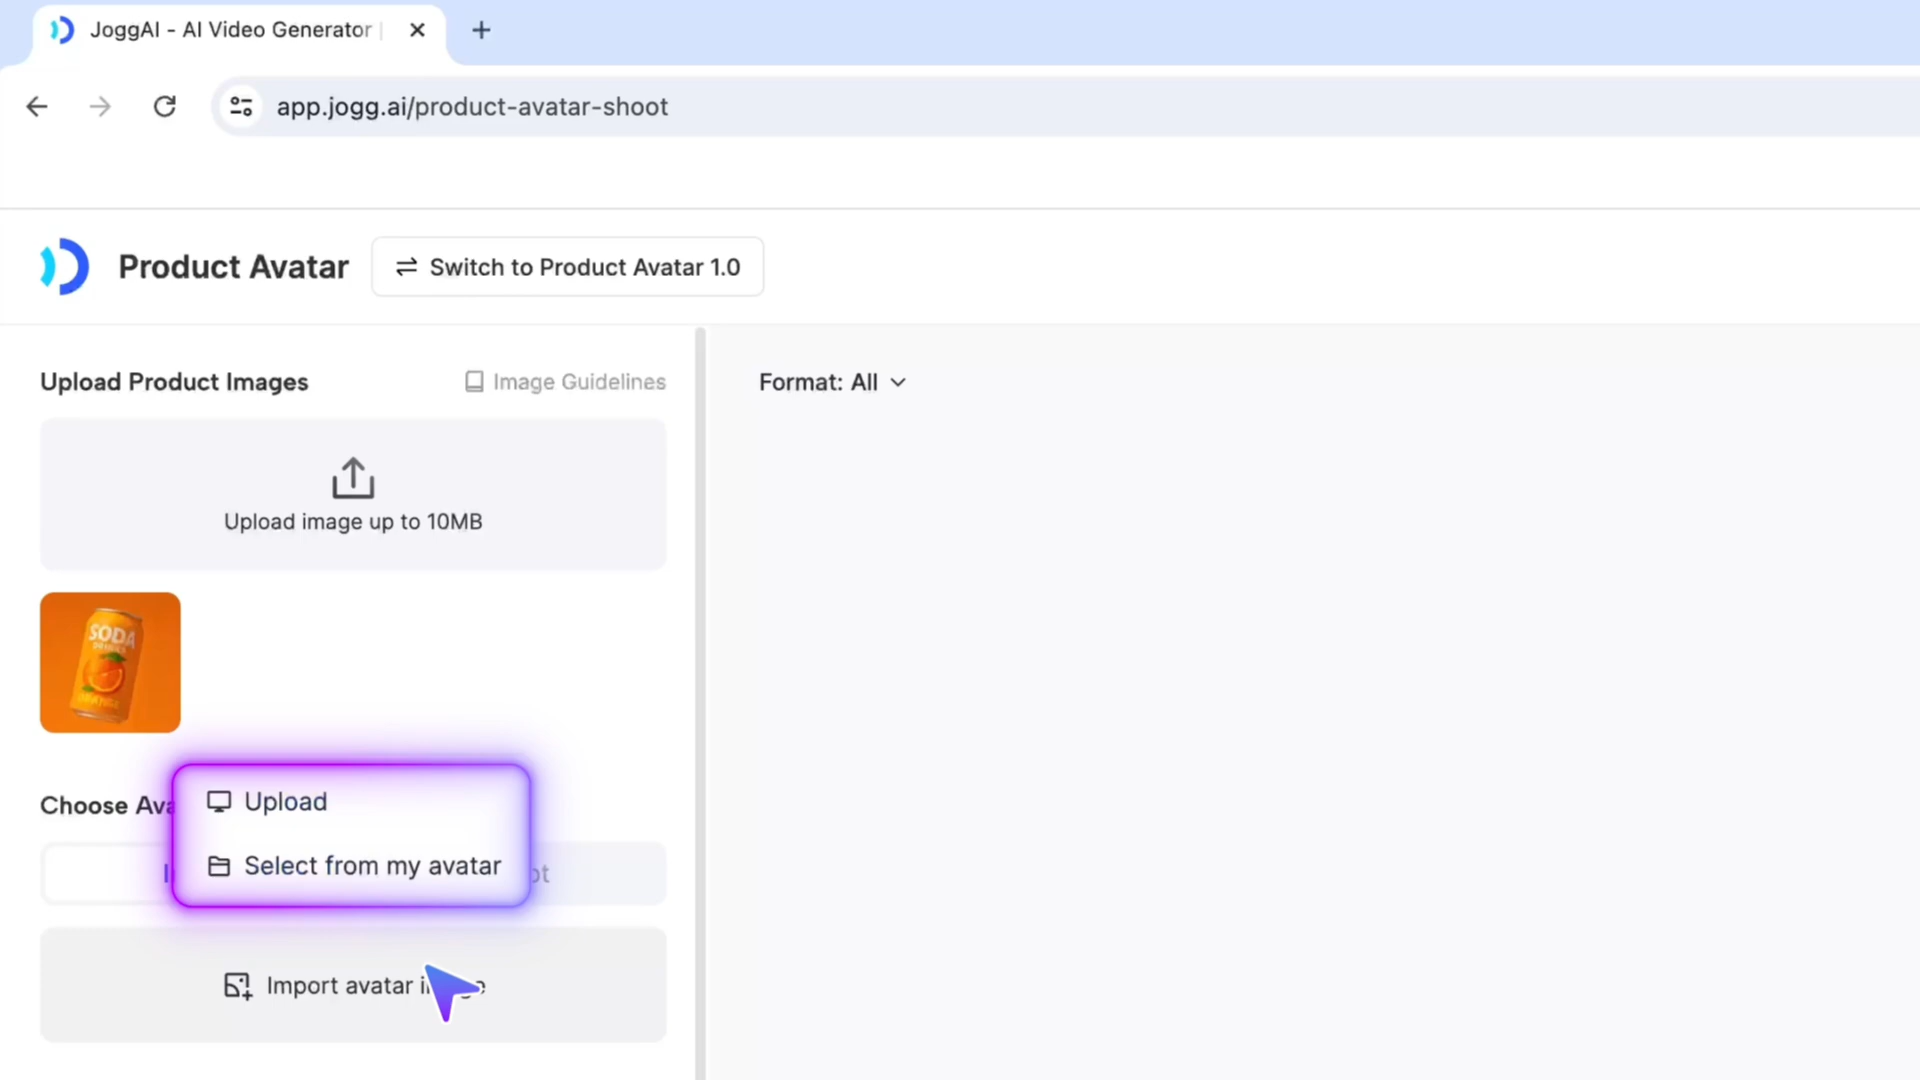 JoggAI - AI Video Generator
app.jogg.ai/product-avatar-shoot
Product Avatar
Switch to Product Avatar 1.0
Upload Product Images
Image Guidelines
Format: All
Upload image up to 10MB
SODA
Choose Ava
Upload
Select from my avatar
Import avatar